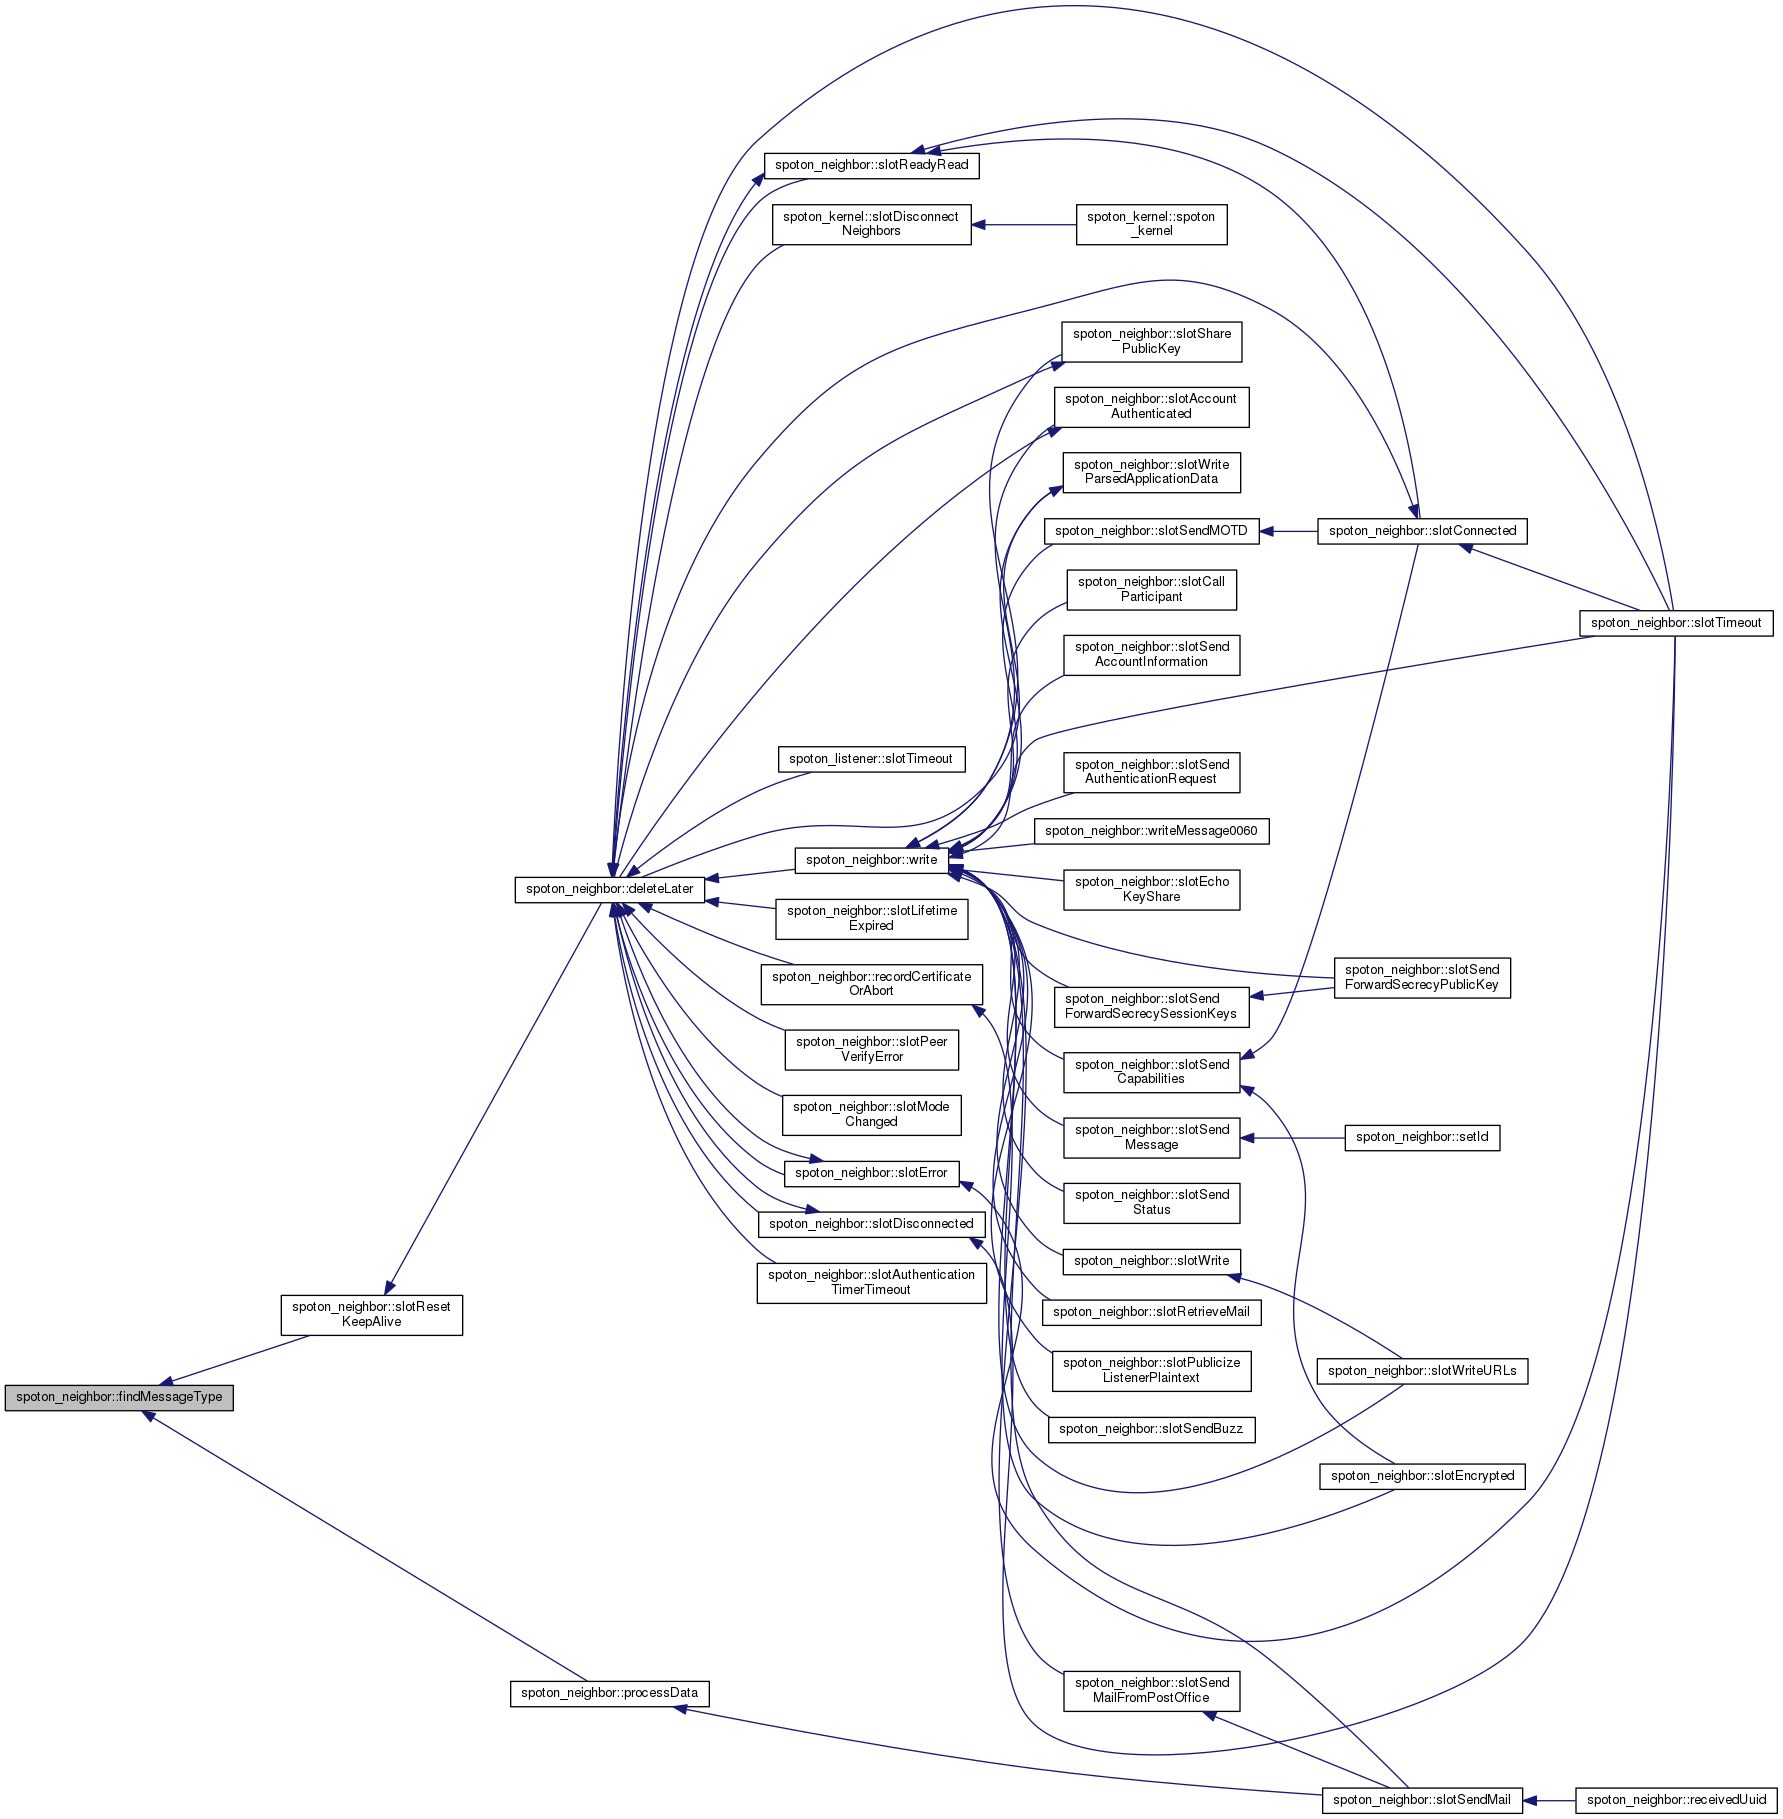 spoton_neighbor::findMessageType
spoton_neighbor::slotReset
KeepAlive
spoton_neighbor::processData
spoton_neighbor::deleteLater
spoton_neighbor::slotReadyRead
spoton_kernel::slotDisconnect
Neighbors
spoton_listener::slotTimeout
spoton_neighbor::write
spoton_neighbor::slotLifetime
Expired
spoton_neighbor::recordCertificate
OrAbort
spoton_neighbor::slotPeer
VerifyError
spoton_neighbor::slotMode
Changed
spoton_neighbor::slotError
spoton_neighbor::slotDisconnected
spoton_neighbor::slotAuthentication
TimerTimeout
spoton_kernel::spoton
_kernel
spoton_neighbor::slotShare
PublicKey
spoton_neighbor::slotAccount
Authenticated
spoton_neighbor::slotWrite
ParsedApplicationData
spoton_neighbor::slotSendMOTD
spoton_neighbor::slotCall
Participant
spoton_neighbor::slotSend
AccountInformation
spoton_neighbor::slotSend
AuthenticationRequest
spoton_neighbor::writeMessage0060
spoton_neighbor::slotEcho
KeyShare
spoton_neighbor::slotSend
ForwardSecrecySessionKeys
spoton_neighbor::slotSend
Capabilities
spoton_neighbor::slotSend
Message
spoton_neighbor::slotSend
Status
spoton_neighbor::slotWrite
spoton_neighbor::slotRetrieveMail
spoton_neighbor::slotPublicize
ListenerPlaintext
spoton_neighbor::slotSendBuzz
spoton_neighbor::slotSend
MailFromPostOffice
spoton_neighbor::slotConnected
spoton_neighbor::slotSend
ForwardSecrecyPublicKey
spoton_neighbor::setId
spoton_neighbor::slotWriteURLs
spoton_neighbor::slotEncrypted
spoton_neighbor::slotSendMail
spoton_neighbor::slotTimeout
spoton_neighbor::receivedUuid